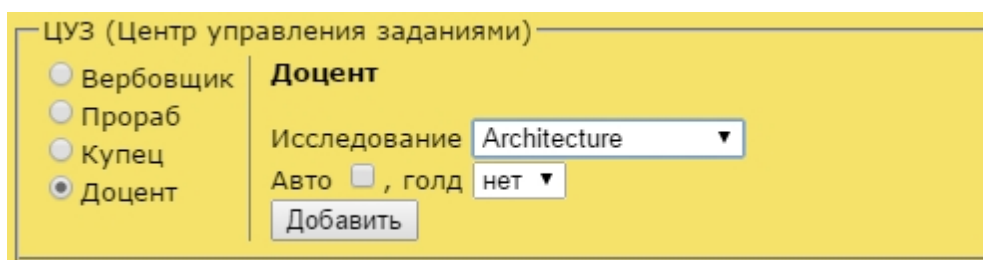 ЦУЗ (Центр управления заданиями)
Вербовщик
Прораб
Купец
Доцент
Доцент
Исследование Architecture
Авто , голд нет
Добавить